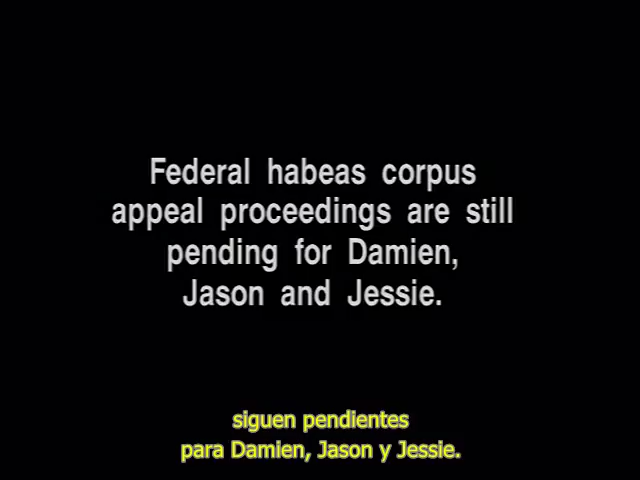 Federal habeas corpus
appeal proceedings are still
pending for Damien,
Jason and Jessie.
siguen pendientes
para Damien, Jason y Jessie.